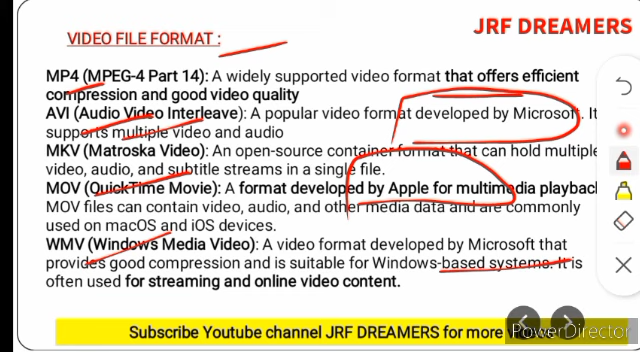 JRF DREAMERS
VIDEO FILE FORMAT :
MP4 (MPEG-4 Part 14): A widely supported video format that offers efficient
compression and good video quality
AVI (Audio Video Interleave): A popular video format developed by Microsoft. It
supports multiple video and audio
MKV (Matroska Video): An open-source container format that can hold multiple
video, audio, and subtitle streams in a single file.
MOV (QuickTime Movie): A format developed by Apple for multimedia playback
MOV files can contain video, audio, and other media data and are commonly
used on macOS and iOS devices.
WMV (Windows Media Video): A video format developed by Microsoft that
provides good compression and is suitable for Windows-based systems. It is
often used for streaming and online video content.
Subscribe Youtube channel JRF DREAMERS for more
PowerDirector